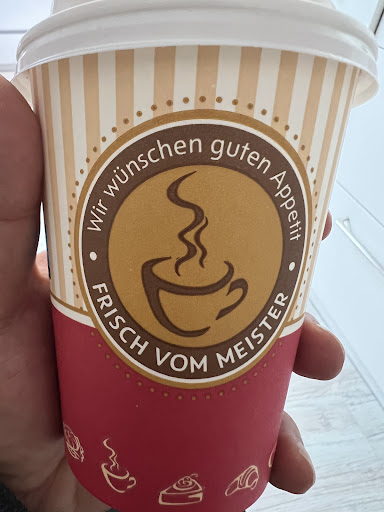 Wir wünschen guten Appetit
FRISCH VOM MEISTER